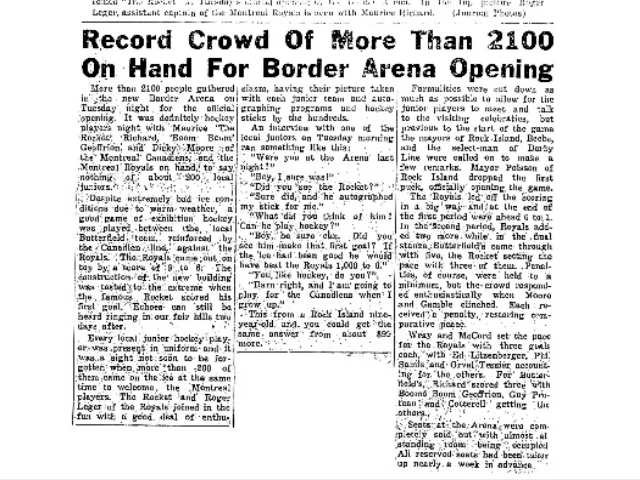 Leger, assistant captain of the Montreal Royals is seen with Maurice Richard. (Journal Photos)
Record Crowd Of More Than 2100
On Hand For Border Arena Opening
More than 2100 people gathered
in the new Border Arena on
Tuesday night for the official
opening. It was definitely hockey
players night with Maurice "The
Rocket" Richard, "Boom Boom"
Geoffrion, and Dicky Moore of
the Montreal Canadiens, and the
Montreal Royals on hand, to say
nothing of about 200 local
juniors.
Despite extremely bad ice con-
ditions due to warm weather, a
good game of exhibition hockey
was played between the local
Butterfield team, reinforced by
the Canadien line, against the
Royals. The Royals came out on
top by a score of 9 to 8. The
construction of the new building
was tested to the extreme when
the famous Rocket scored his
first goal. Echoes can still be
heard ringing in our fair hills two
days after.
Every local junior hockey play-
er was present in uniform and it
was a sight not soon to be for-
gotten when more than 200 of
them came on the ice at the same
time to welcome the Montreal
players. The Rocket and Roger
Leger of the Royals joined in the
fun with a good deal of enthu-
siasm, having their picture taken
with each junior team and auto-
graphing programs and hockey
sticks by the hundreds.
An interview with one of the
local juniors on Tuesday morning
ran something like this:
"Were you at the Arena last
night?"
"Boy, I sure was!"
"Did you see the Rocket?"
"Sure did, and he autographed
my stick for me."
"What did you think of him!
Can he play hockey?"
"Boy, be sure can. Did you
see him make that first goal? If
the ice had been good he would
have beat the Royals 1,000 to 6."
"You like hockey, do you?"
"Darn right, and I am going to
play for the Canadiens when I
grow up."
This from a Rock Island nine-
year-old and you could get the
same answer from about
more.
Formalities were cut down as
much as possible to allow for the
junior players to meet and talk
to the visiting celebrities, but
previous to the start of the game
the mayors of Rock Island, Beebe,
and the select-man of Derby
Line were called on to make a
few remarks. Mayor of
Rock Island dropped the first
puck, officially opening the game.
The Royals led off the scoring
in a big way and at the end of
the first period were ahead 6 to 1.
In the second period, Royals add-
ed two more while in the final
stanza Butterfield's came through
with five, the Rocket setting the
pace with three of them. Penal-
ties, of course, were held to a
minimum, but the crowd respond-
ed enthusiastically when Moore
and Gamble clinched. Each re-
ceived a penalty, restoring com-
parative peace.
Wray and McCord set the pace
for the Royals with three goals
each, with Ed Litzenberger, Phil
and Orvel Tessier account-
ing for the others. For Butter-
field's, Richard scored three with
Boom Boom Geoffrion, Guy
and Cotterell getting the
others.
Seats at the Arena were com-
pletely sold out with almost all
standing room being occupied
All reserved seats had been taken
up nearly a week in advance.